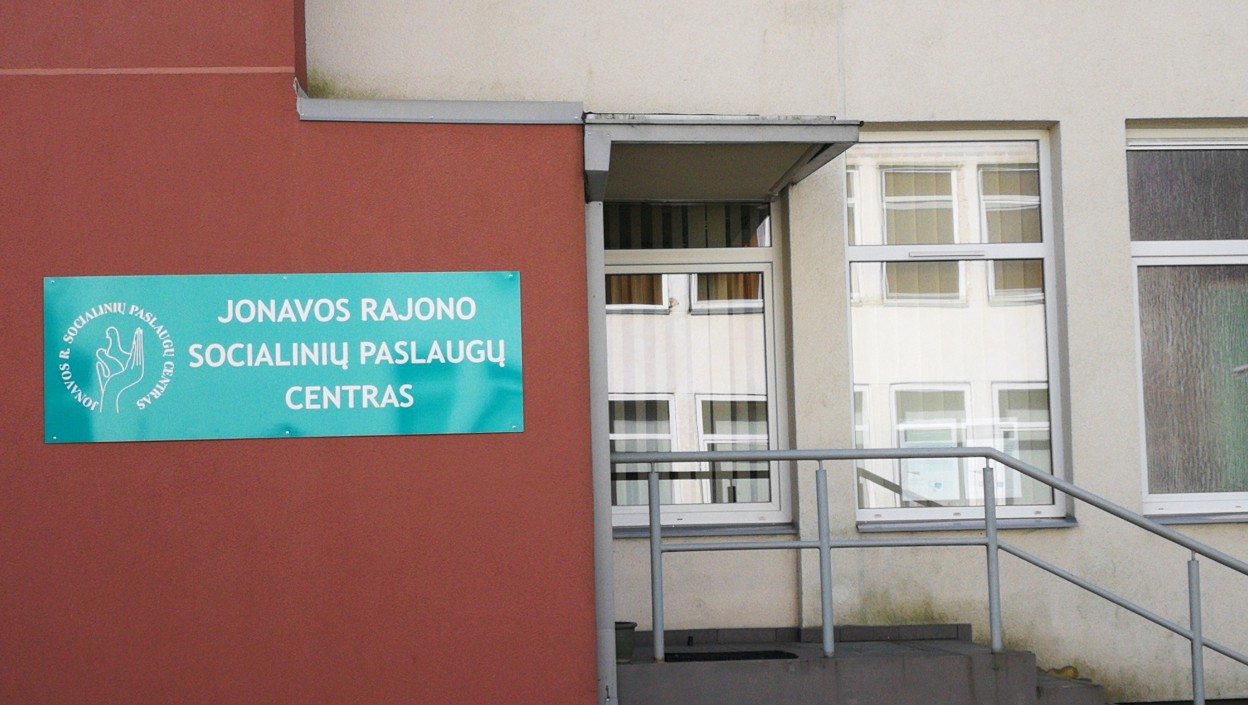 JONAVOS R. SOCIALINIŲ PASLAUGŲ CENTRAS
JONAVOS RAJONO
SOCIALINIŲ PASLAUGŲ
CENTRAS